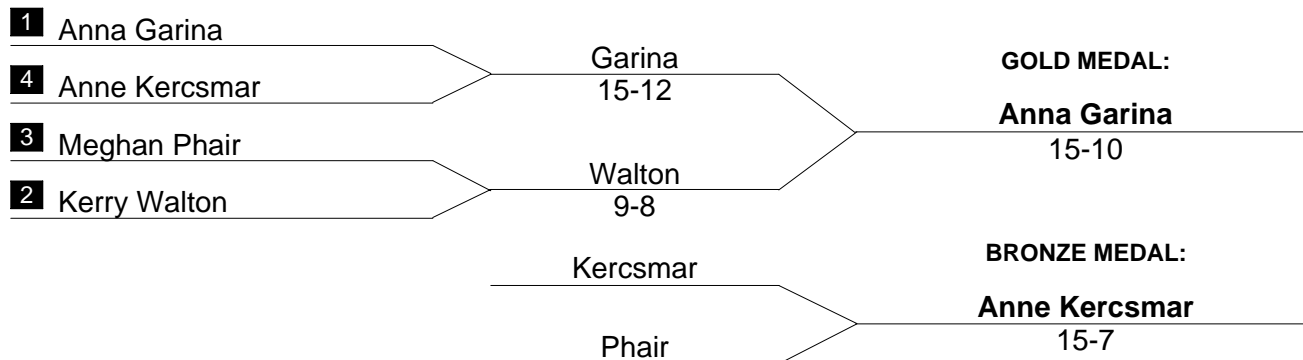 1 Anna Garina
4 Anne Kercsmar
3 Meghan Phair
2 Kerry Walton
Garina
15-12
Walton
9-8
GOLD MEDAL:
Anna Garina
15-10
Kercsmar
Phair
BRONZE MEDAL:
Anne Kercsmar
15-7